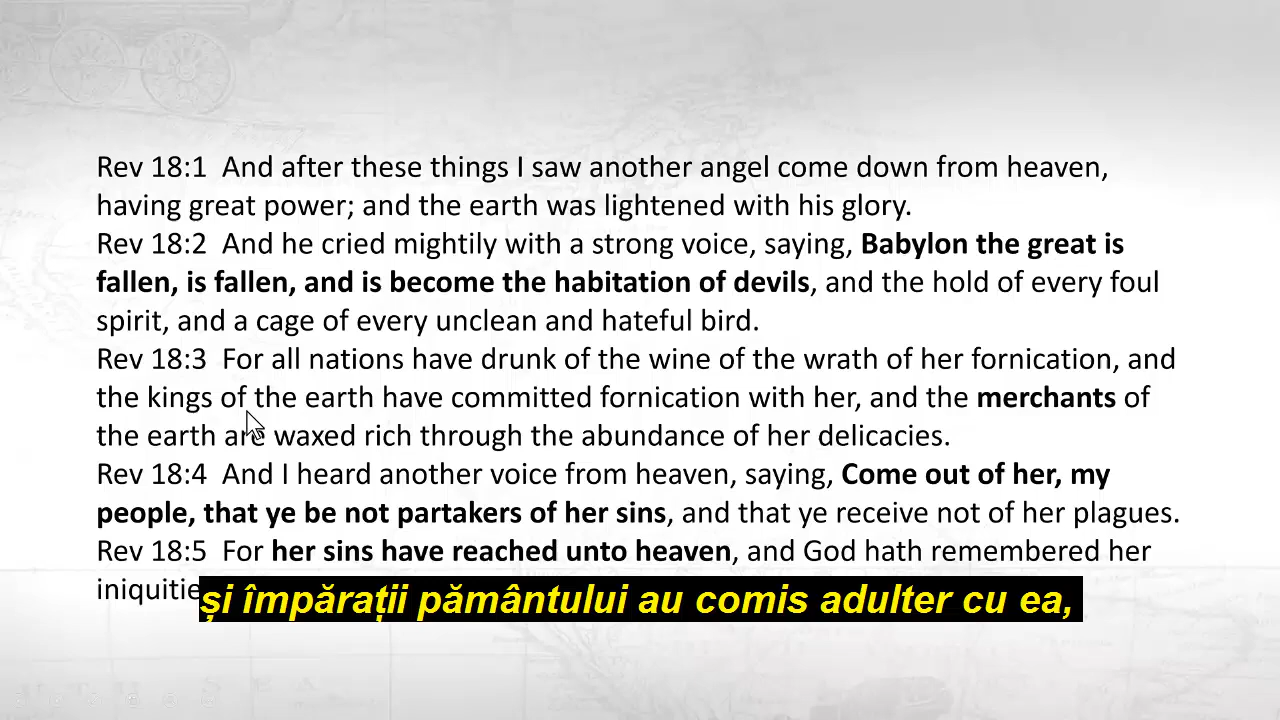 Rev 18:1  And after these things I saw another angel come down from heaven,
having great power; and the earth was lightened with his glory.
Rev 18:2  And he cried mightily with a strong voice, saying, Babylon the great is
fallen, is fallen, and is become the habitation of devils, and the hold of every foul
spirit, and a cage of every unclean and hateful bird.
Rev 18:3  For all nations have drunk of the wine of the wrath of her fornication, and
the kings of the earth have committed fornication with her, and the merchants of
the earth are waxed rich through the abundance of her delicacies.
Rev 18:4  And I heard another voice from heaven, saying, Come out of her, my
people, that ye be not partakers of her sins, and that ye receive not of her plagues.
Rev 18:5  For her sins have reached unto heaven, and God hath remembered her
și împărații pământului au comis adulter cu ea,